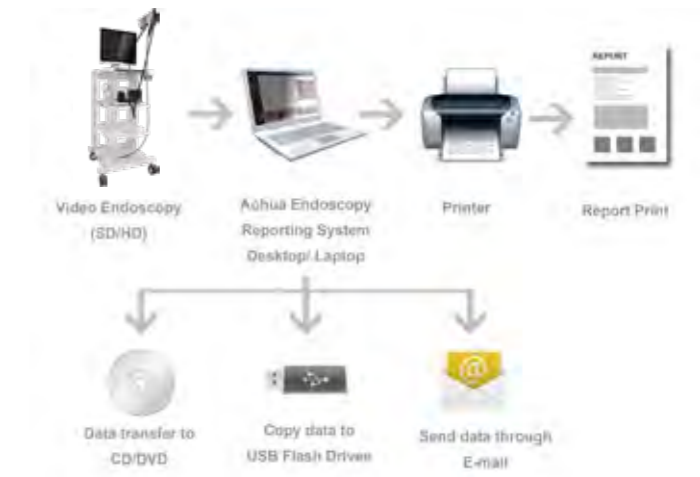 REPORT
Video Endoscopy
(SD/HD)
Aohua Endoscopy
Reporting System
Desktop/ Laptop
Printer
Report Print
Data transfer to
CD/DVD
Copy data to
USB Flash Driven
Send data through
E-mail